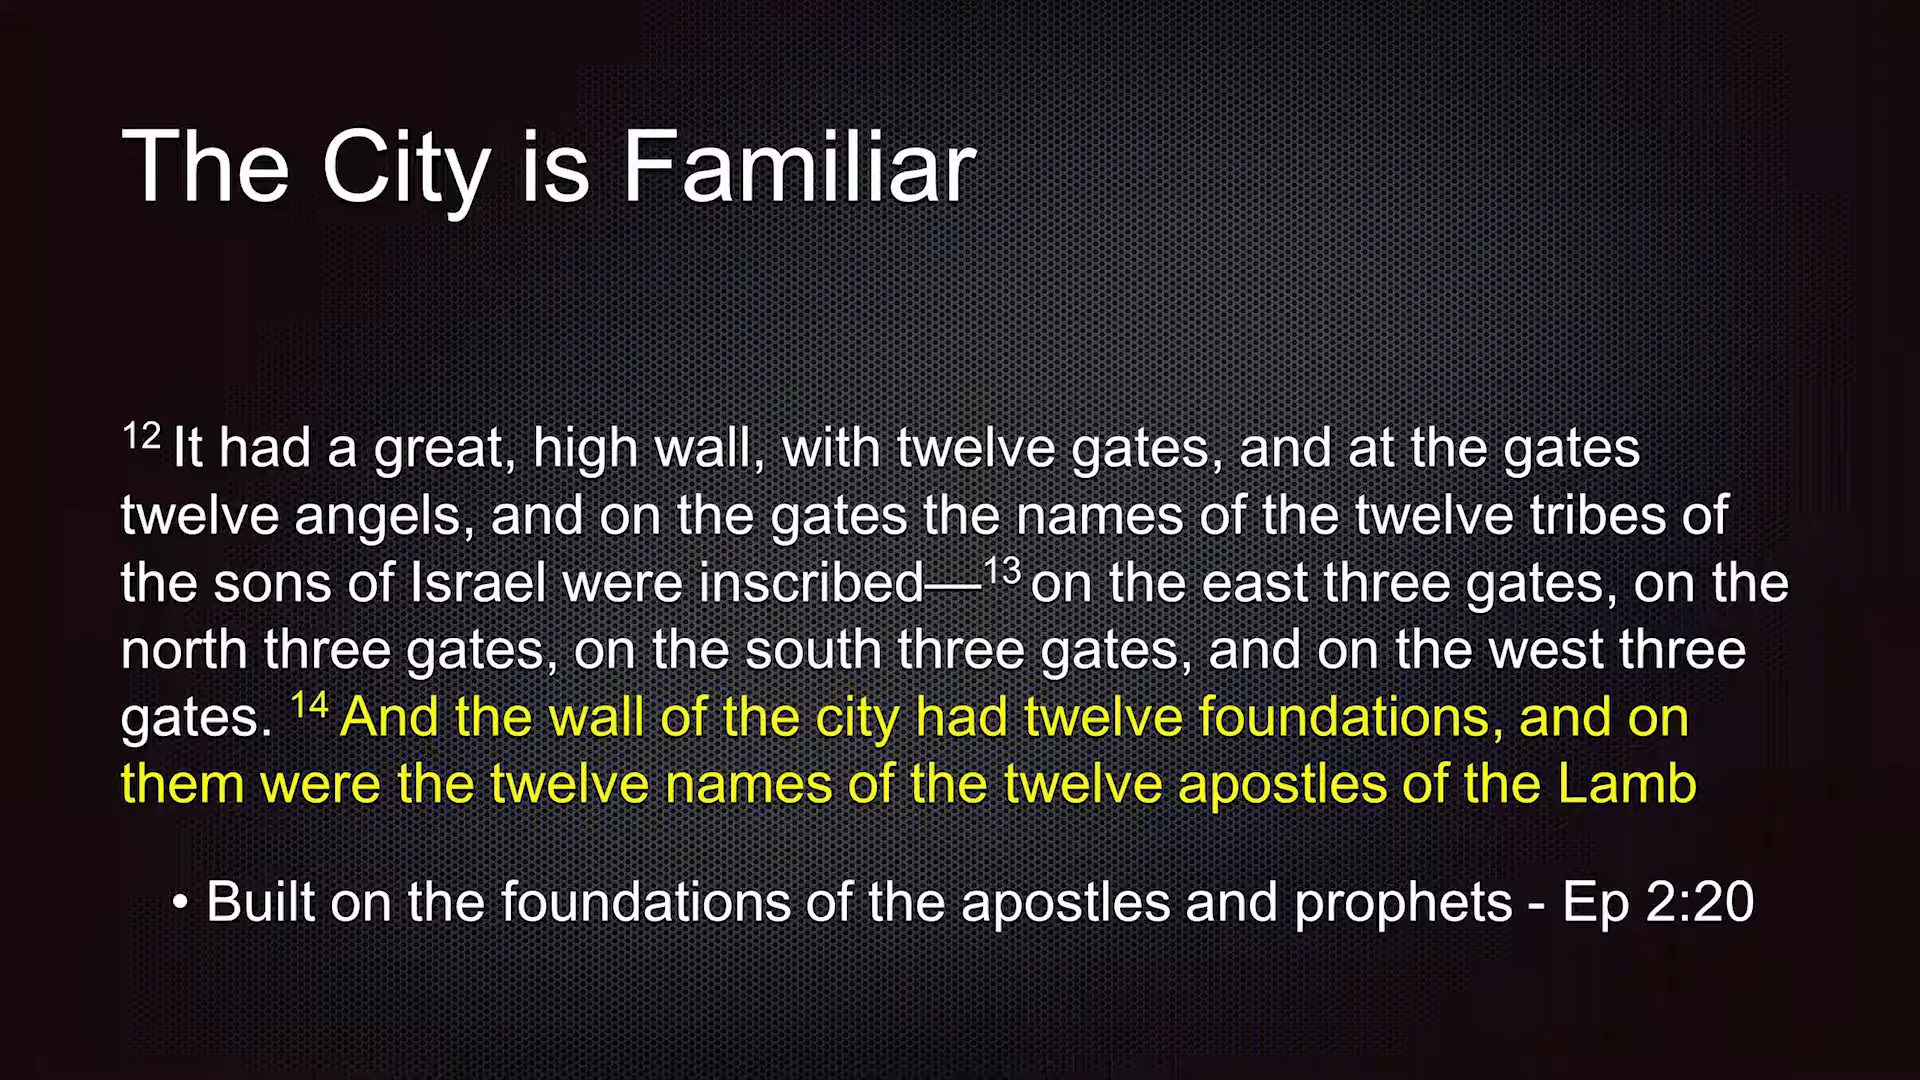 The City is Familiar
12 It had a great, high wall, with twelve gates, and at the gates
twelve angels, and on the gates the names of the twelve tribes of
the sons of Israel were inscribed—13 on the east three gates, on the
north three gates, on the south three gates, and on the west three
gates. 14 And the wall of the city had twelve foundations, and on
them were the twelve names of the twelve apostles of the Lamb
• Built on the foundations of the apostles and prophets - Ep 2:20